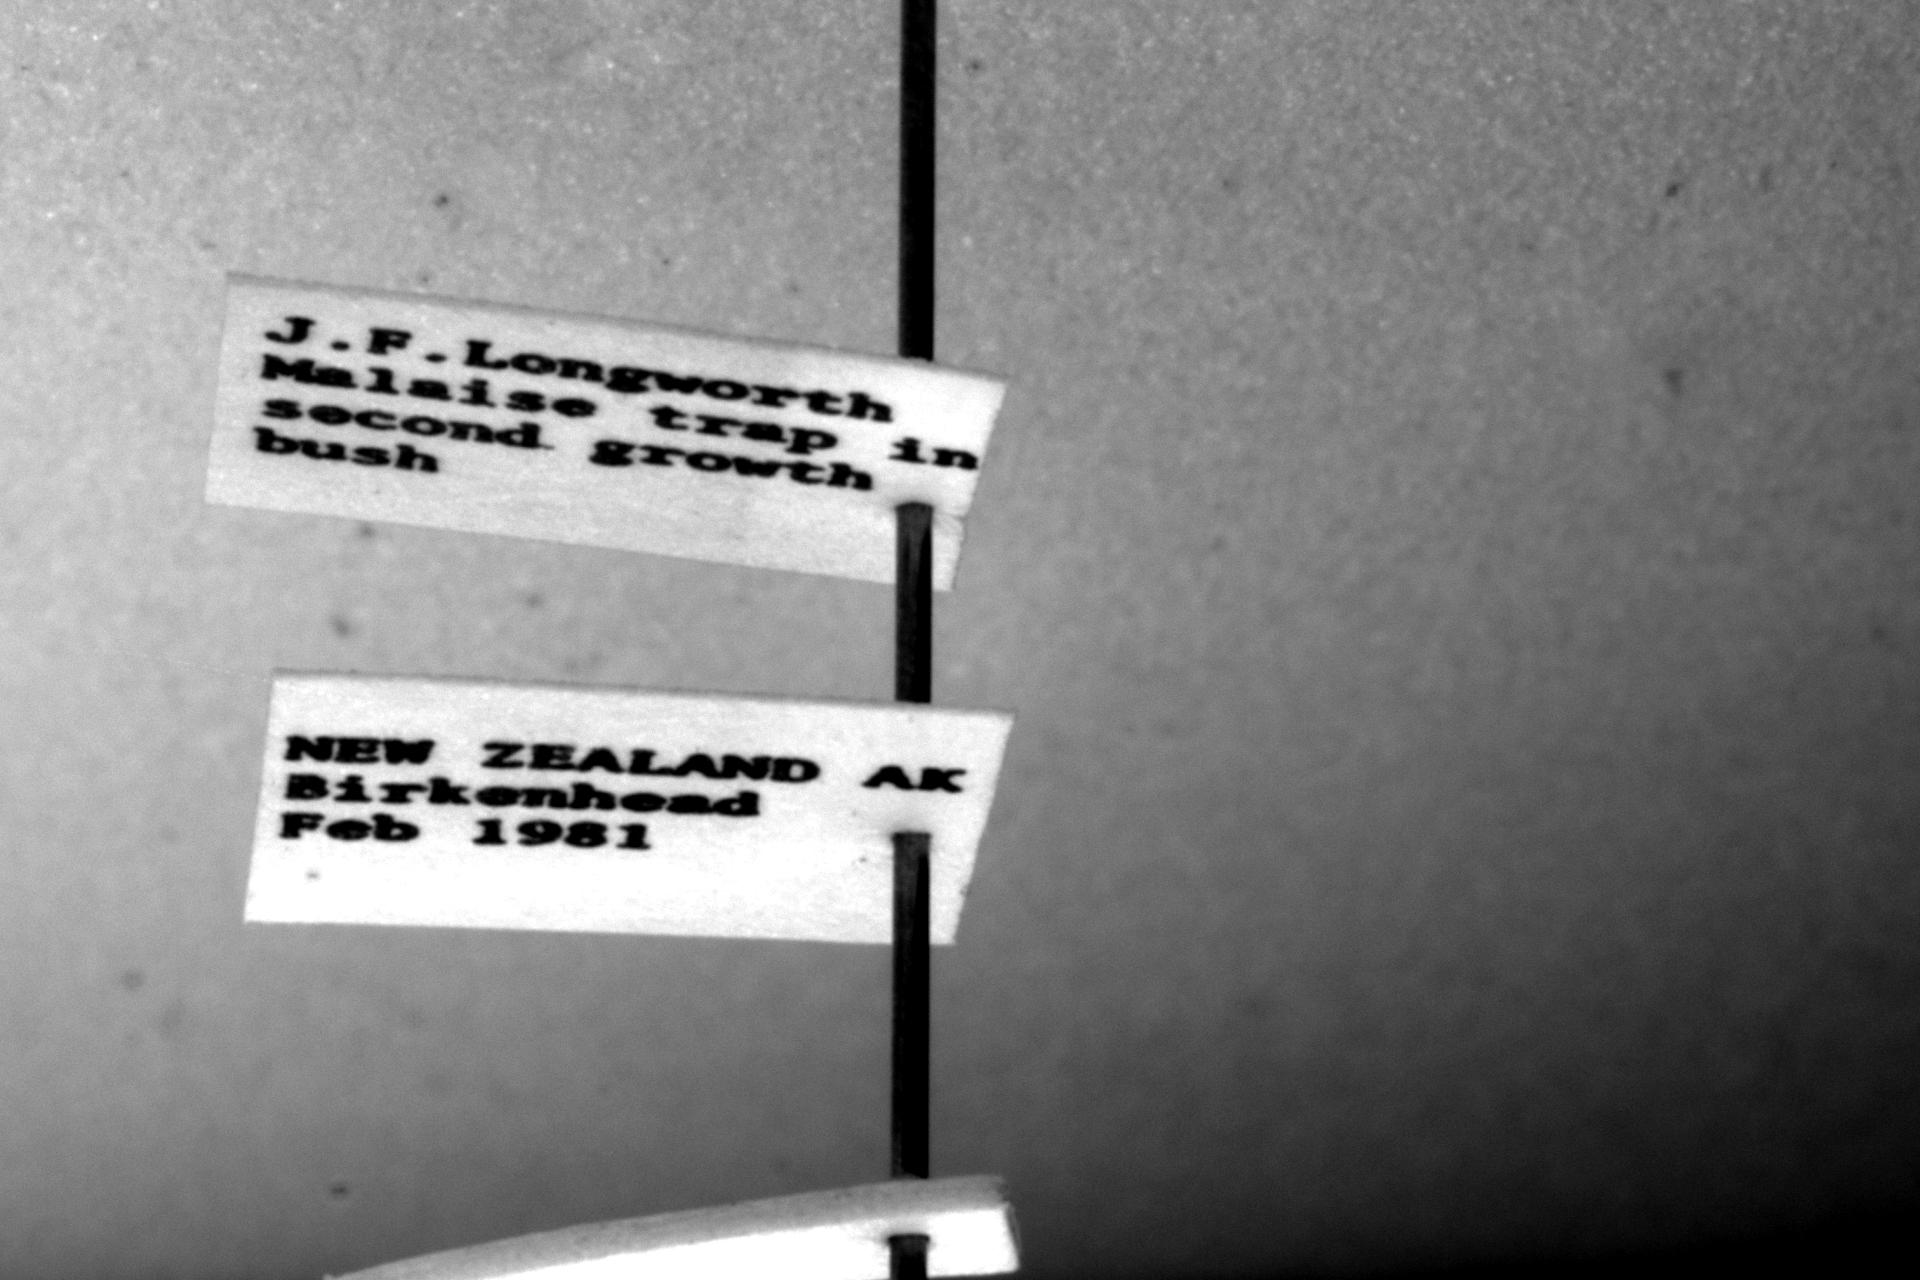 J.F.Longworth
Malaise trap in
second growth
bush
NEW ZEALAND AK
Birkenhead
Feb 1981